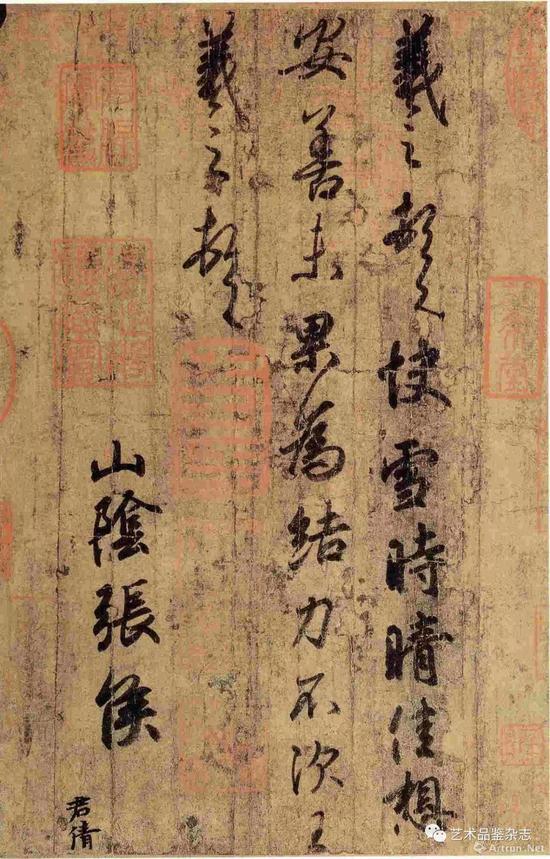 羲之頓首快雪時晴佳想
安善未果為結力不次王
羲之頓首
山陰張侯
君倩
艺术品鉴杂志
Artron.Net